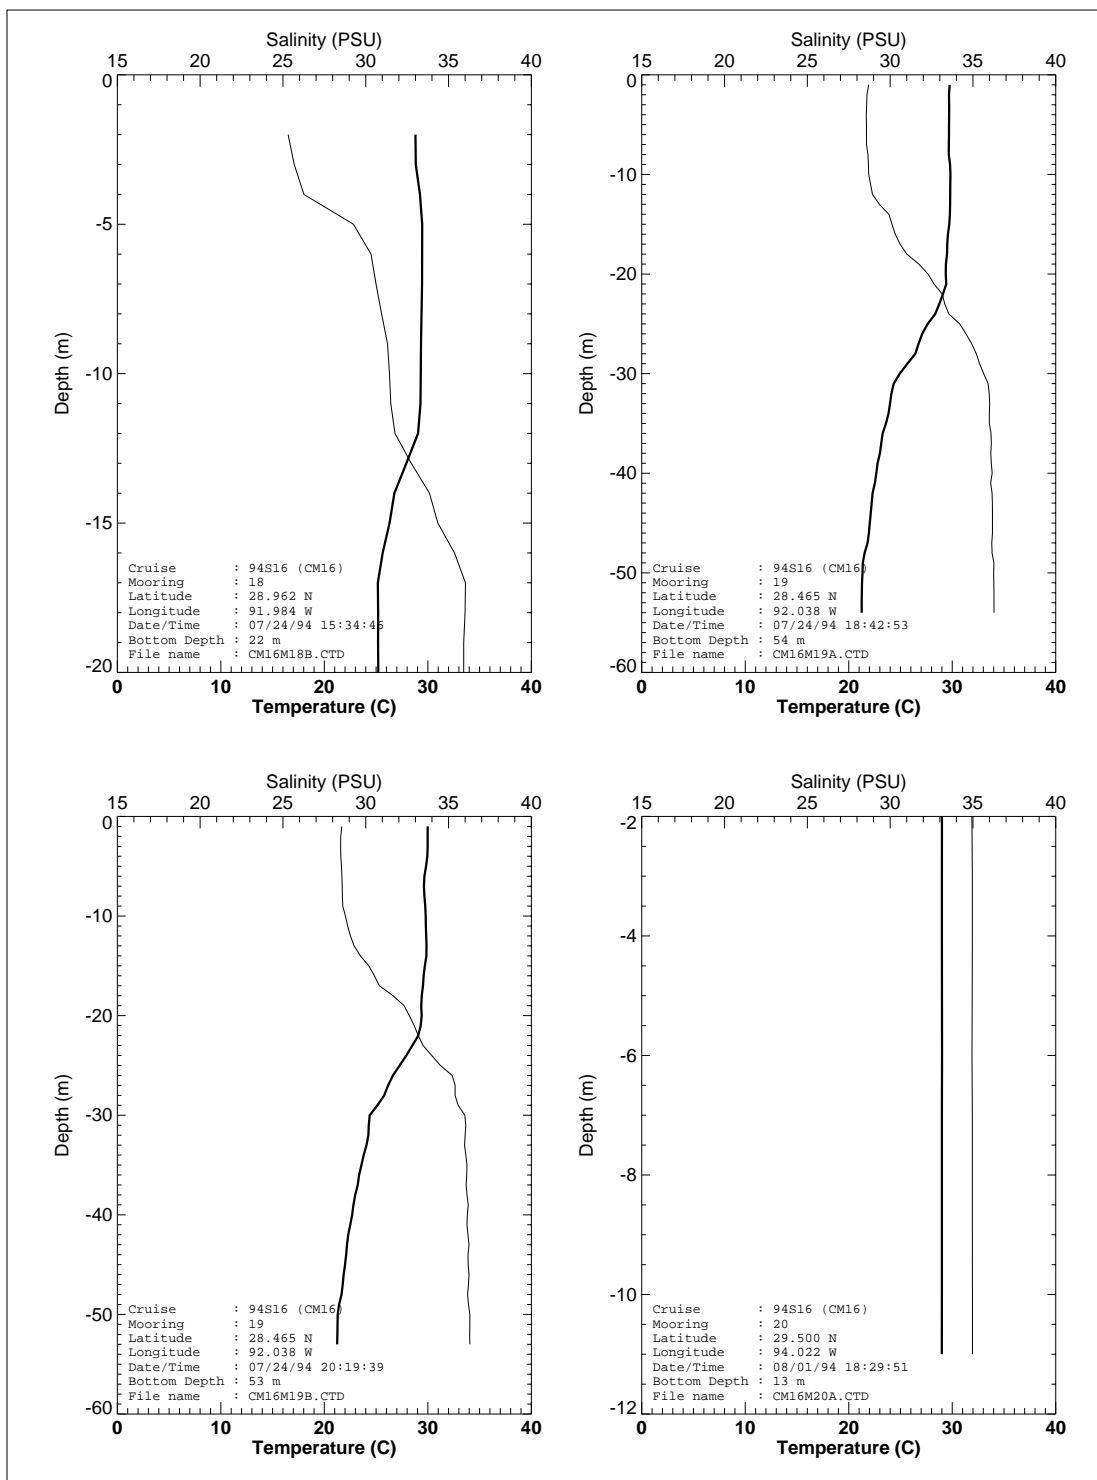 Salinity (PSU)
15 20 25 30 35 40
0
-5
-10
-15
-20
Depth (m)
Cruise : 94S16 (CM16)
Mooring : 18
Latitude : 28.962 N
Longitude : 91.984 W
Date/Time : 07/24/94 15:34:46
Bottom Depth : 22 m
File name : CM16M18B.CTD
0 10 20 30 40
Temperature (C)
Salinity (PSU)
15 20 25 30 35 40
0
-10
-20
-30
-40
-50
-60
Depth (m)
Cruise : 94S16 (CM16)
Mooring : 19
Latitude : 28.465 N
Longitude : 92.038 W
Date/Time : 07/24/94 18:42:53
Bottom Depth : 54 m
File name : CM16M19A.CTD
0 10 20 30 40
Temperature (C)
Salinity (PSU)
15 20 25 30 35 40
0
-10
-20
-30
-40
-50
-60
Depth (m)
Cruise : 94S16 (CM16)
Mooring : 19
Latitude : 28.465 N
Longitude : 92.038 W
Date/Time : 07/24/94 20:19:39
Bottom Depth : 53 m
File name : CM16M19B.CTD
0 10 20 30 40
Temperature (C)
Salinity (PSU)
15 20 25 30 35 40
-2
-4
-6
-8
-10
-12
Depth (m)
Cruise : 94S16 (CM16)
Mooring : 20
Latitude : 29.500 N
Longitude : 94.022 W
Date/Time : 08/01/94 18:29:51
Bottom Depth : 13 m
File name : CM16M20A.CTD
0 10 20 30 40
Temperature (C)